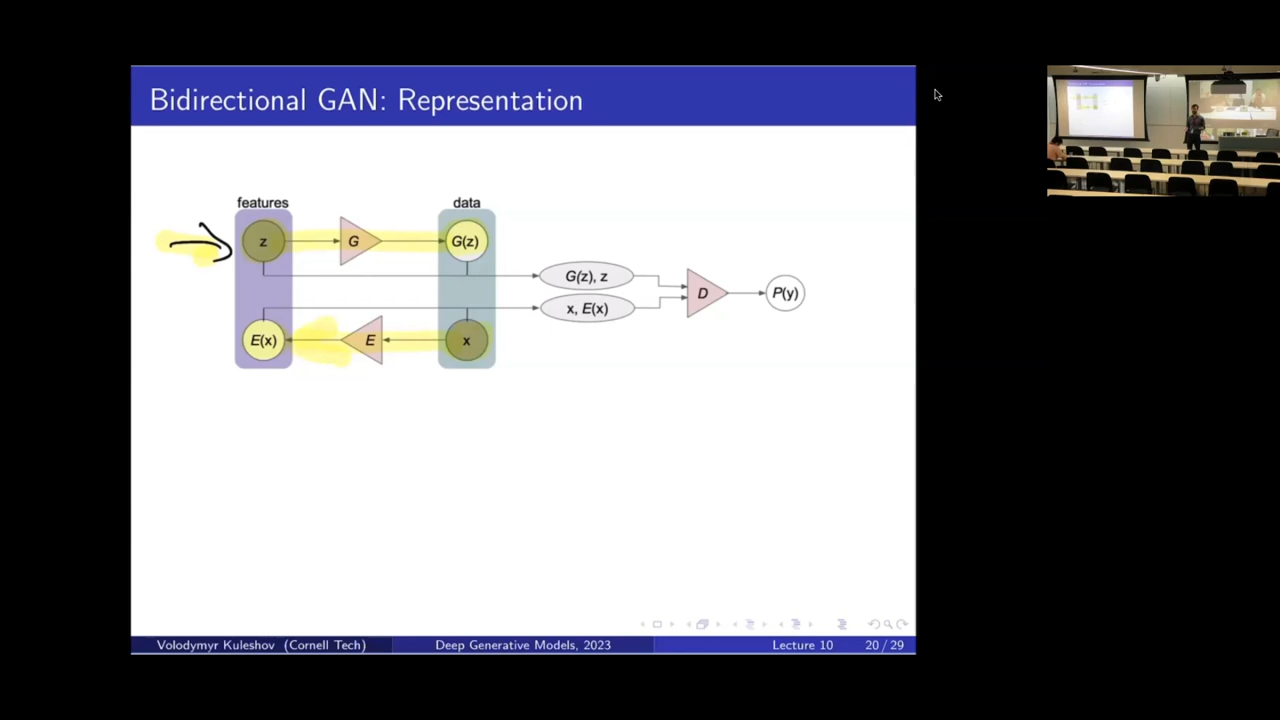 Bidirectional GAN: Representation
features data
z G G(z)
G(z), z
D P(y)
x, E(x)
E(x) E x
Volodymyr Kuleshov (Cornell Tech) Deep Generative Models, 2023 Lecture 10 20 / 29